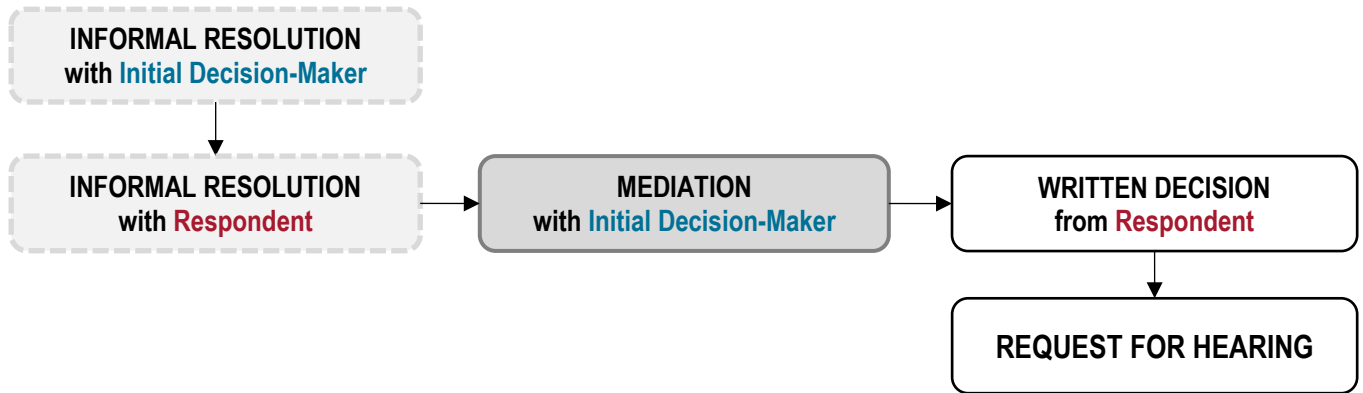 INFORMAL RESOLUTION
with Initial Decision-Maker
INFORMAL RESOLUTION
with Respondent
MEDIATION
with Initial Decision-Maker
WRITTEN DECISION
from Respondent
REQUEST FOR HEARING